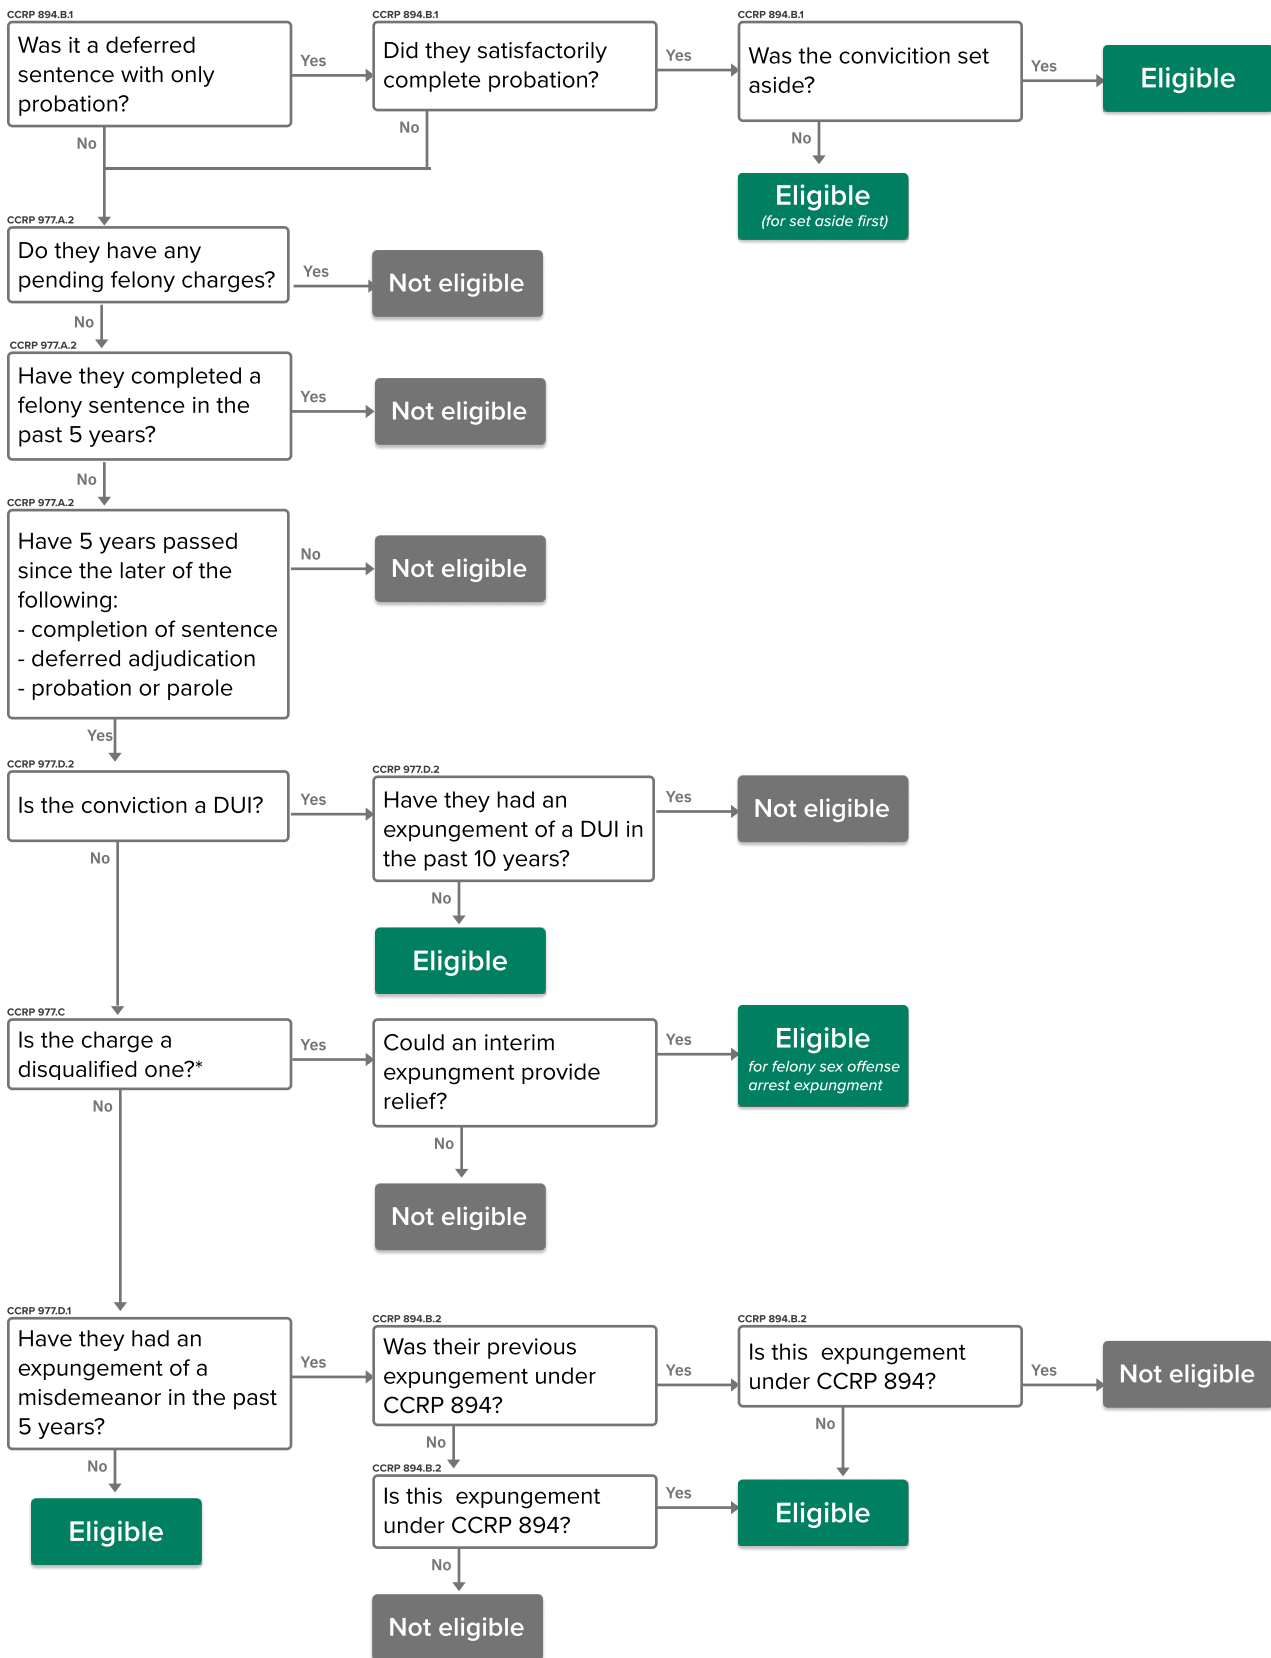 CCRP 894.B.1
Was it a deferred
sentence with only
probation?
Yes
No
CCRP 894.B.1
Did they satisfactorily
complete probation?
Yes
No
CCRP 894.B.1
Was the convicition set
aside?
Yes
Eligible
No
Eligible
(for set aside first)
CCRP 977.A.2
Do they have any
pending felony charges?
Yes
Not eligible
No
CCRP 977.A.2
Have they completed a
felony sentence in the
past 5 years?
Yes
Not eligible
No
CCRP 977.A.2
Have 5 years passed
since the later of the
following:
- completion of sentence
- deferred adjudication
- probation or parole
No
Not eligible
Yes
CCRP 977.D.2
Is the conviction a DUI?
Yes
No
CCRP 977.D.2
Have they had an
expungement of a DUI in
the past 10 years?
Yes
Not eligible
No
Eligible
CCRP 977.C
Is the charge a
disqualified one?*
Yes
No
Could an interim
expungment provide
relief?
Yes
Eligible
for felony sex offense
arrest expungment
No
Not eligible
CCRP 977.D.1
Have they had an
expungement of a
misdemeanor in the past
5 years?
Yes
No
Eligible
CCRP 894.B.2
Was their previous
expungement under
CCRP 894?
Yes
No
CCRP 894.B.2
Is this expungement
under CCRP 894?
Yes
Not eligible
No
Eligible
CCRP 894.B.2
Is this expungement
under CCRP 894?
Yes
No
Not eligible